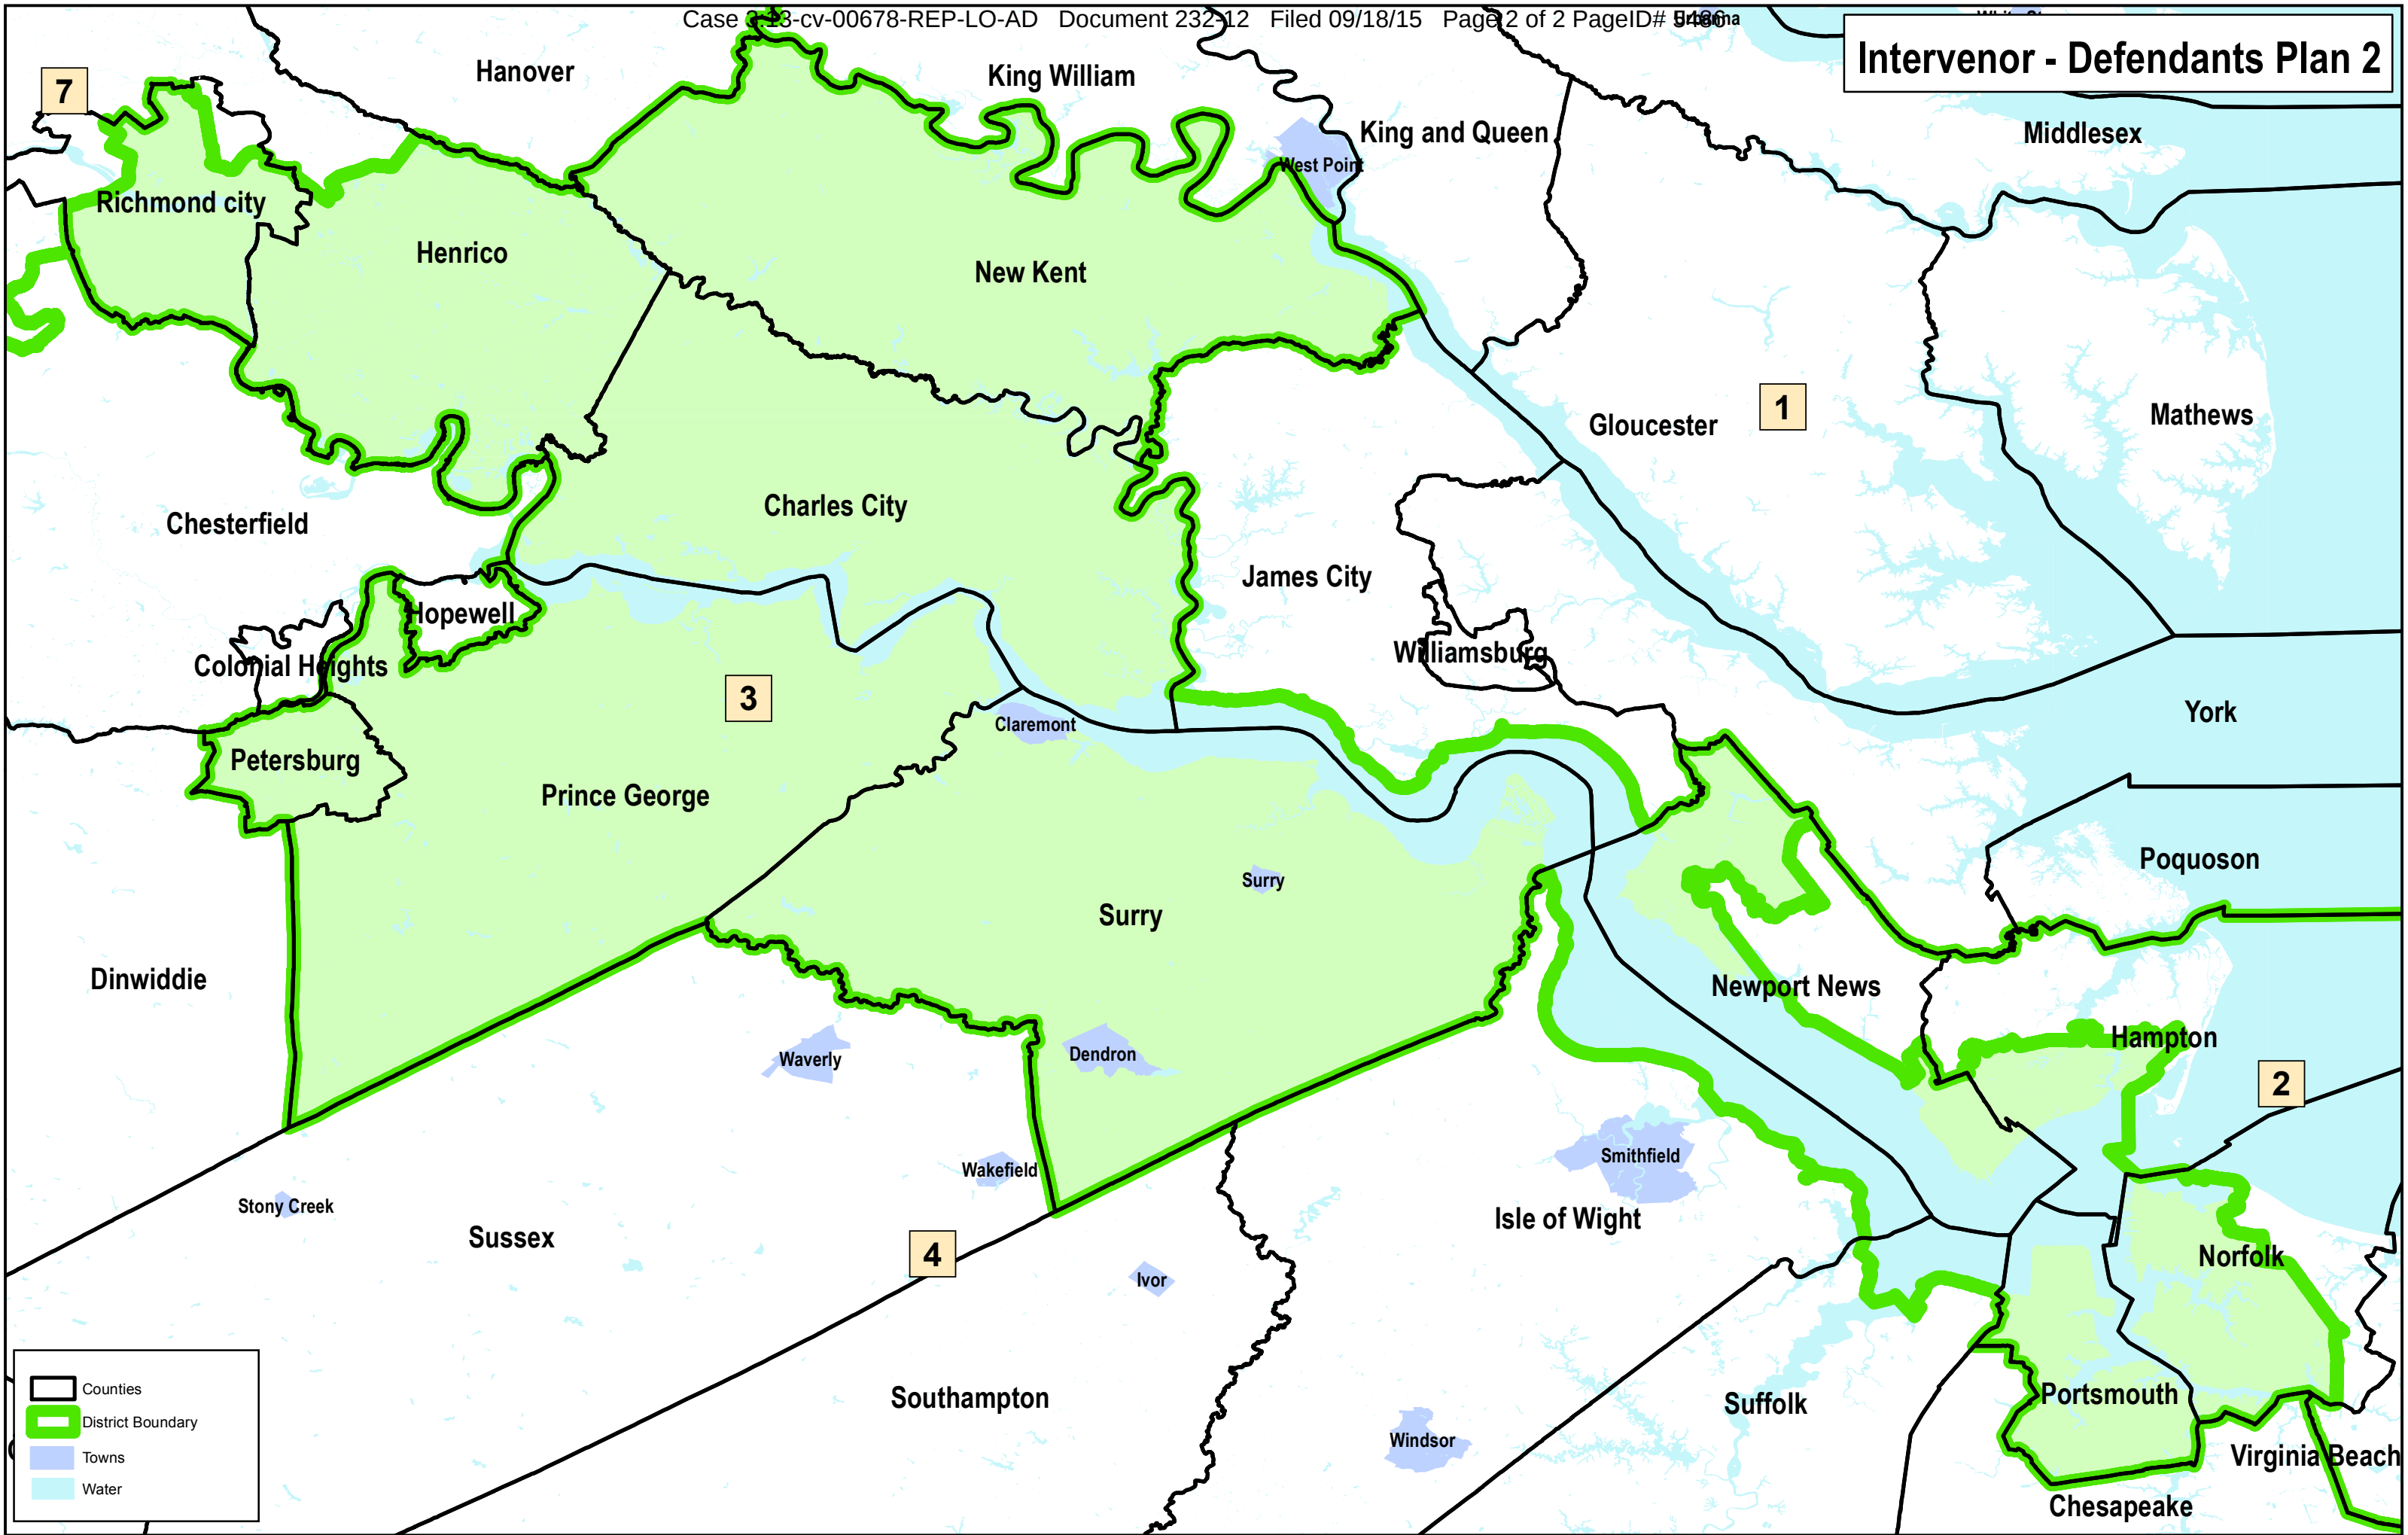 Case 3:13-cv-00678-REP-LO-AD Document 232-12 Filed 09/18/15 Page 2 of 2 PageID# 5486
Urbanna
Intervenor - Defendants Plan 2
Hanover
King William
7
King and Queen
Middlesex
West Point
Richmond city
Henrico
New Kent
1
Gloucester
Mathews
Charles City
Chesterfield
James City
Hopewell
Williamsburg
Colonial Heights
3
York
Claremont
Petersburg
Prince George
Poquoson
Surry
Surry
Dinwiddie
Newport News
Hampton
Waverly
Dendron
2
Smithfield
Wakefield
Stony Creek
Isle of Wight
Sussex
4
Norfolk
Ivor
Counties
Southampton
Portsmouth
Suffolk
District Boundary
Windsor
Towns
Virginia Beach
Water
Chesapeake